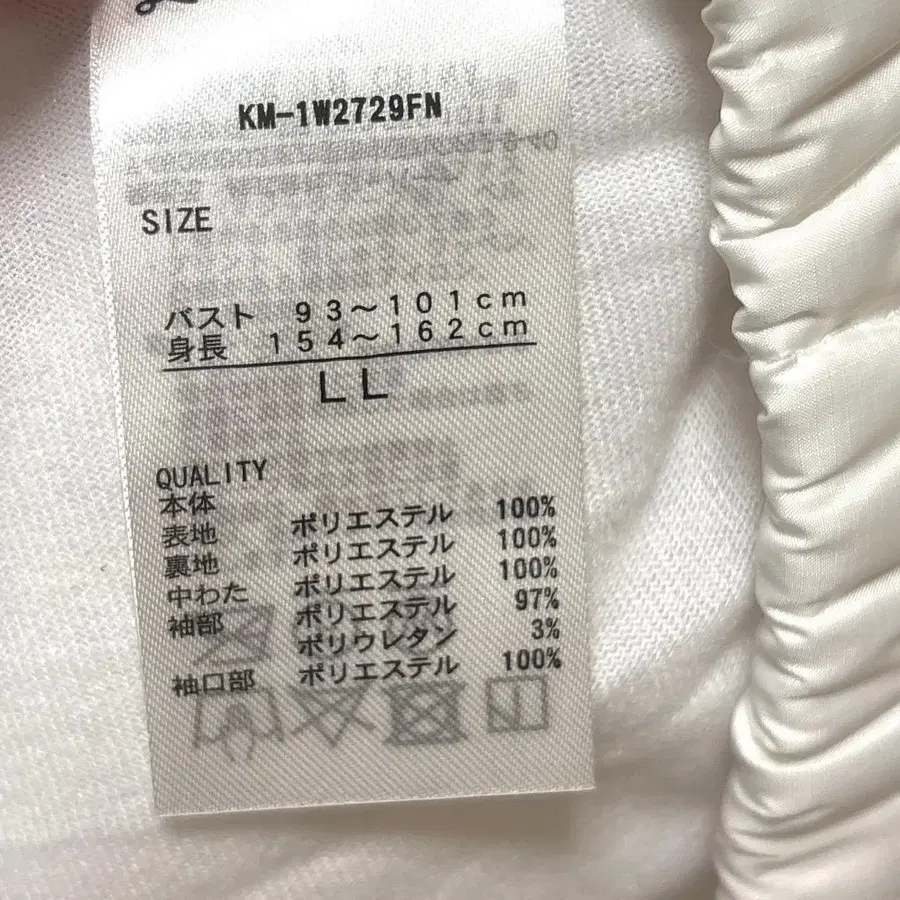 KM-1W2729FN
SIZE
バスト 93～101cm
身長 154～162cm
LL
QUALITY
本体
表地 ポリエステル 100%
裏地 ポリエステル 100%
中わた ポリエステル 100%
袖部 ポリエステル 97%
ポリウレタン 3%
袖口部 ポリエステル 100%